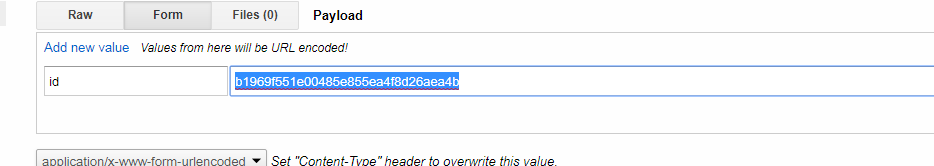 Raw Form Files (0) Payload
Add new value Values from here will be URL encoded!
id b1969f551e00485e855ea4f8d26aea4b
application/x-www-form-urlencoded Set "Content-Type" header to overwrite this value.